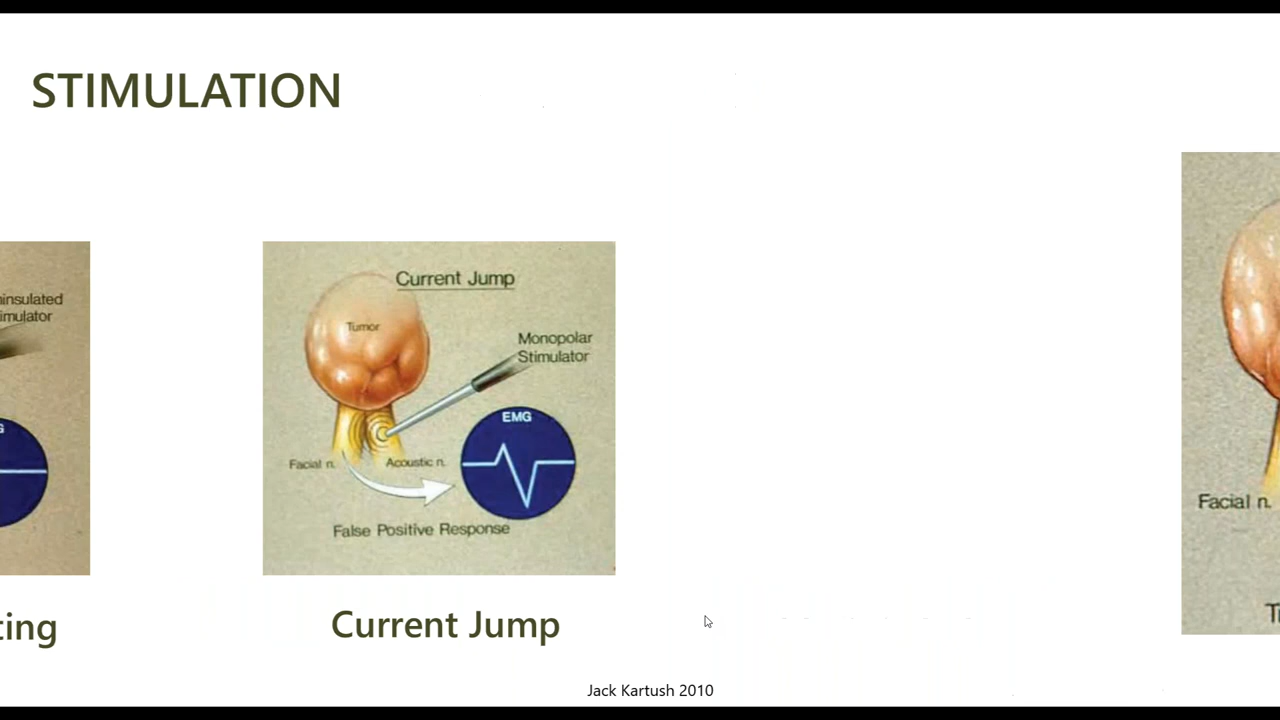 STIMULATION
insulated
imulator
Current Jump
Tumor
Monopolar
Stimulator
EMG
Facial n.
Acoustic n.
False Positive Response
Facial n.
ting
Current Jump
Jack Kartush 2010